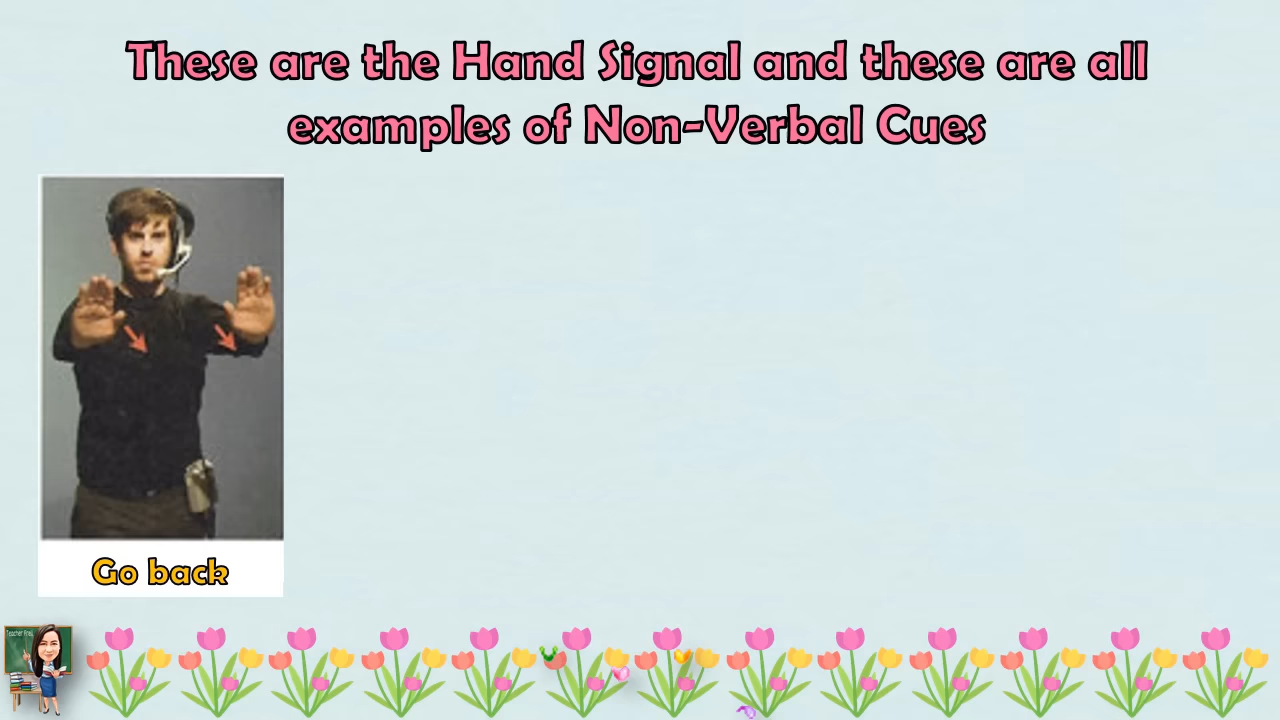 These are the Hand Signal and these are all
examples of Non-Verbal Cues
Go back